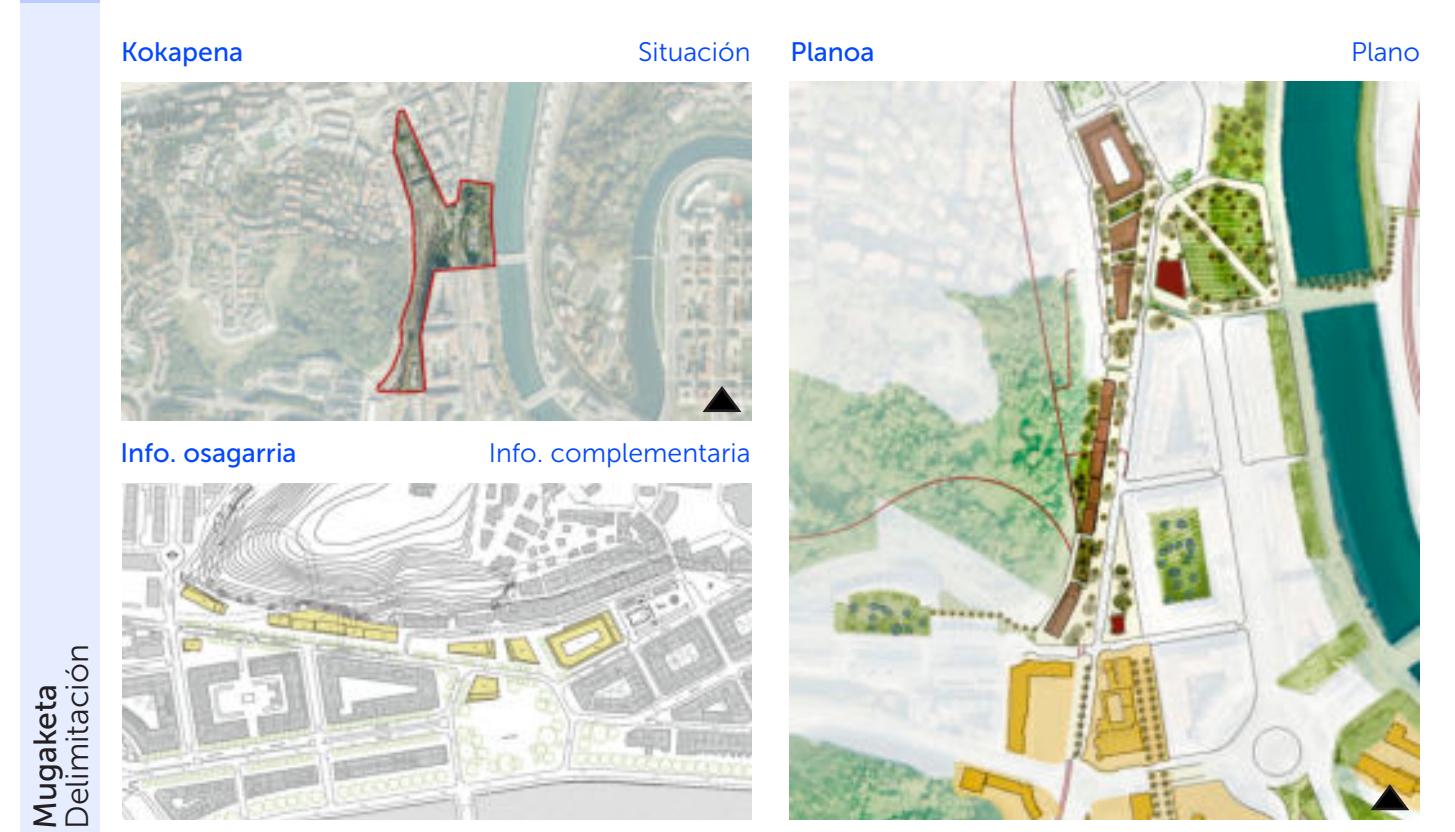 Mugaketa
Delimitación
Kokapena Situación
Info. osagarria Info. complementaria
Planoa Plano